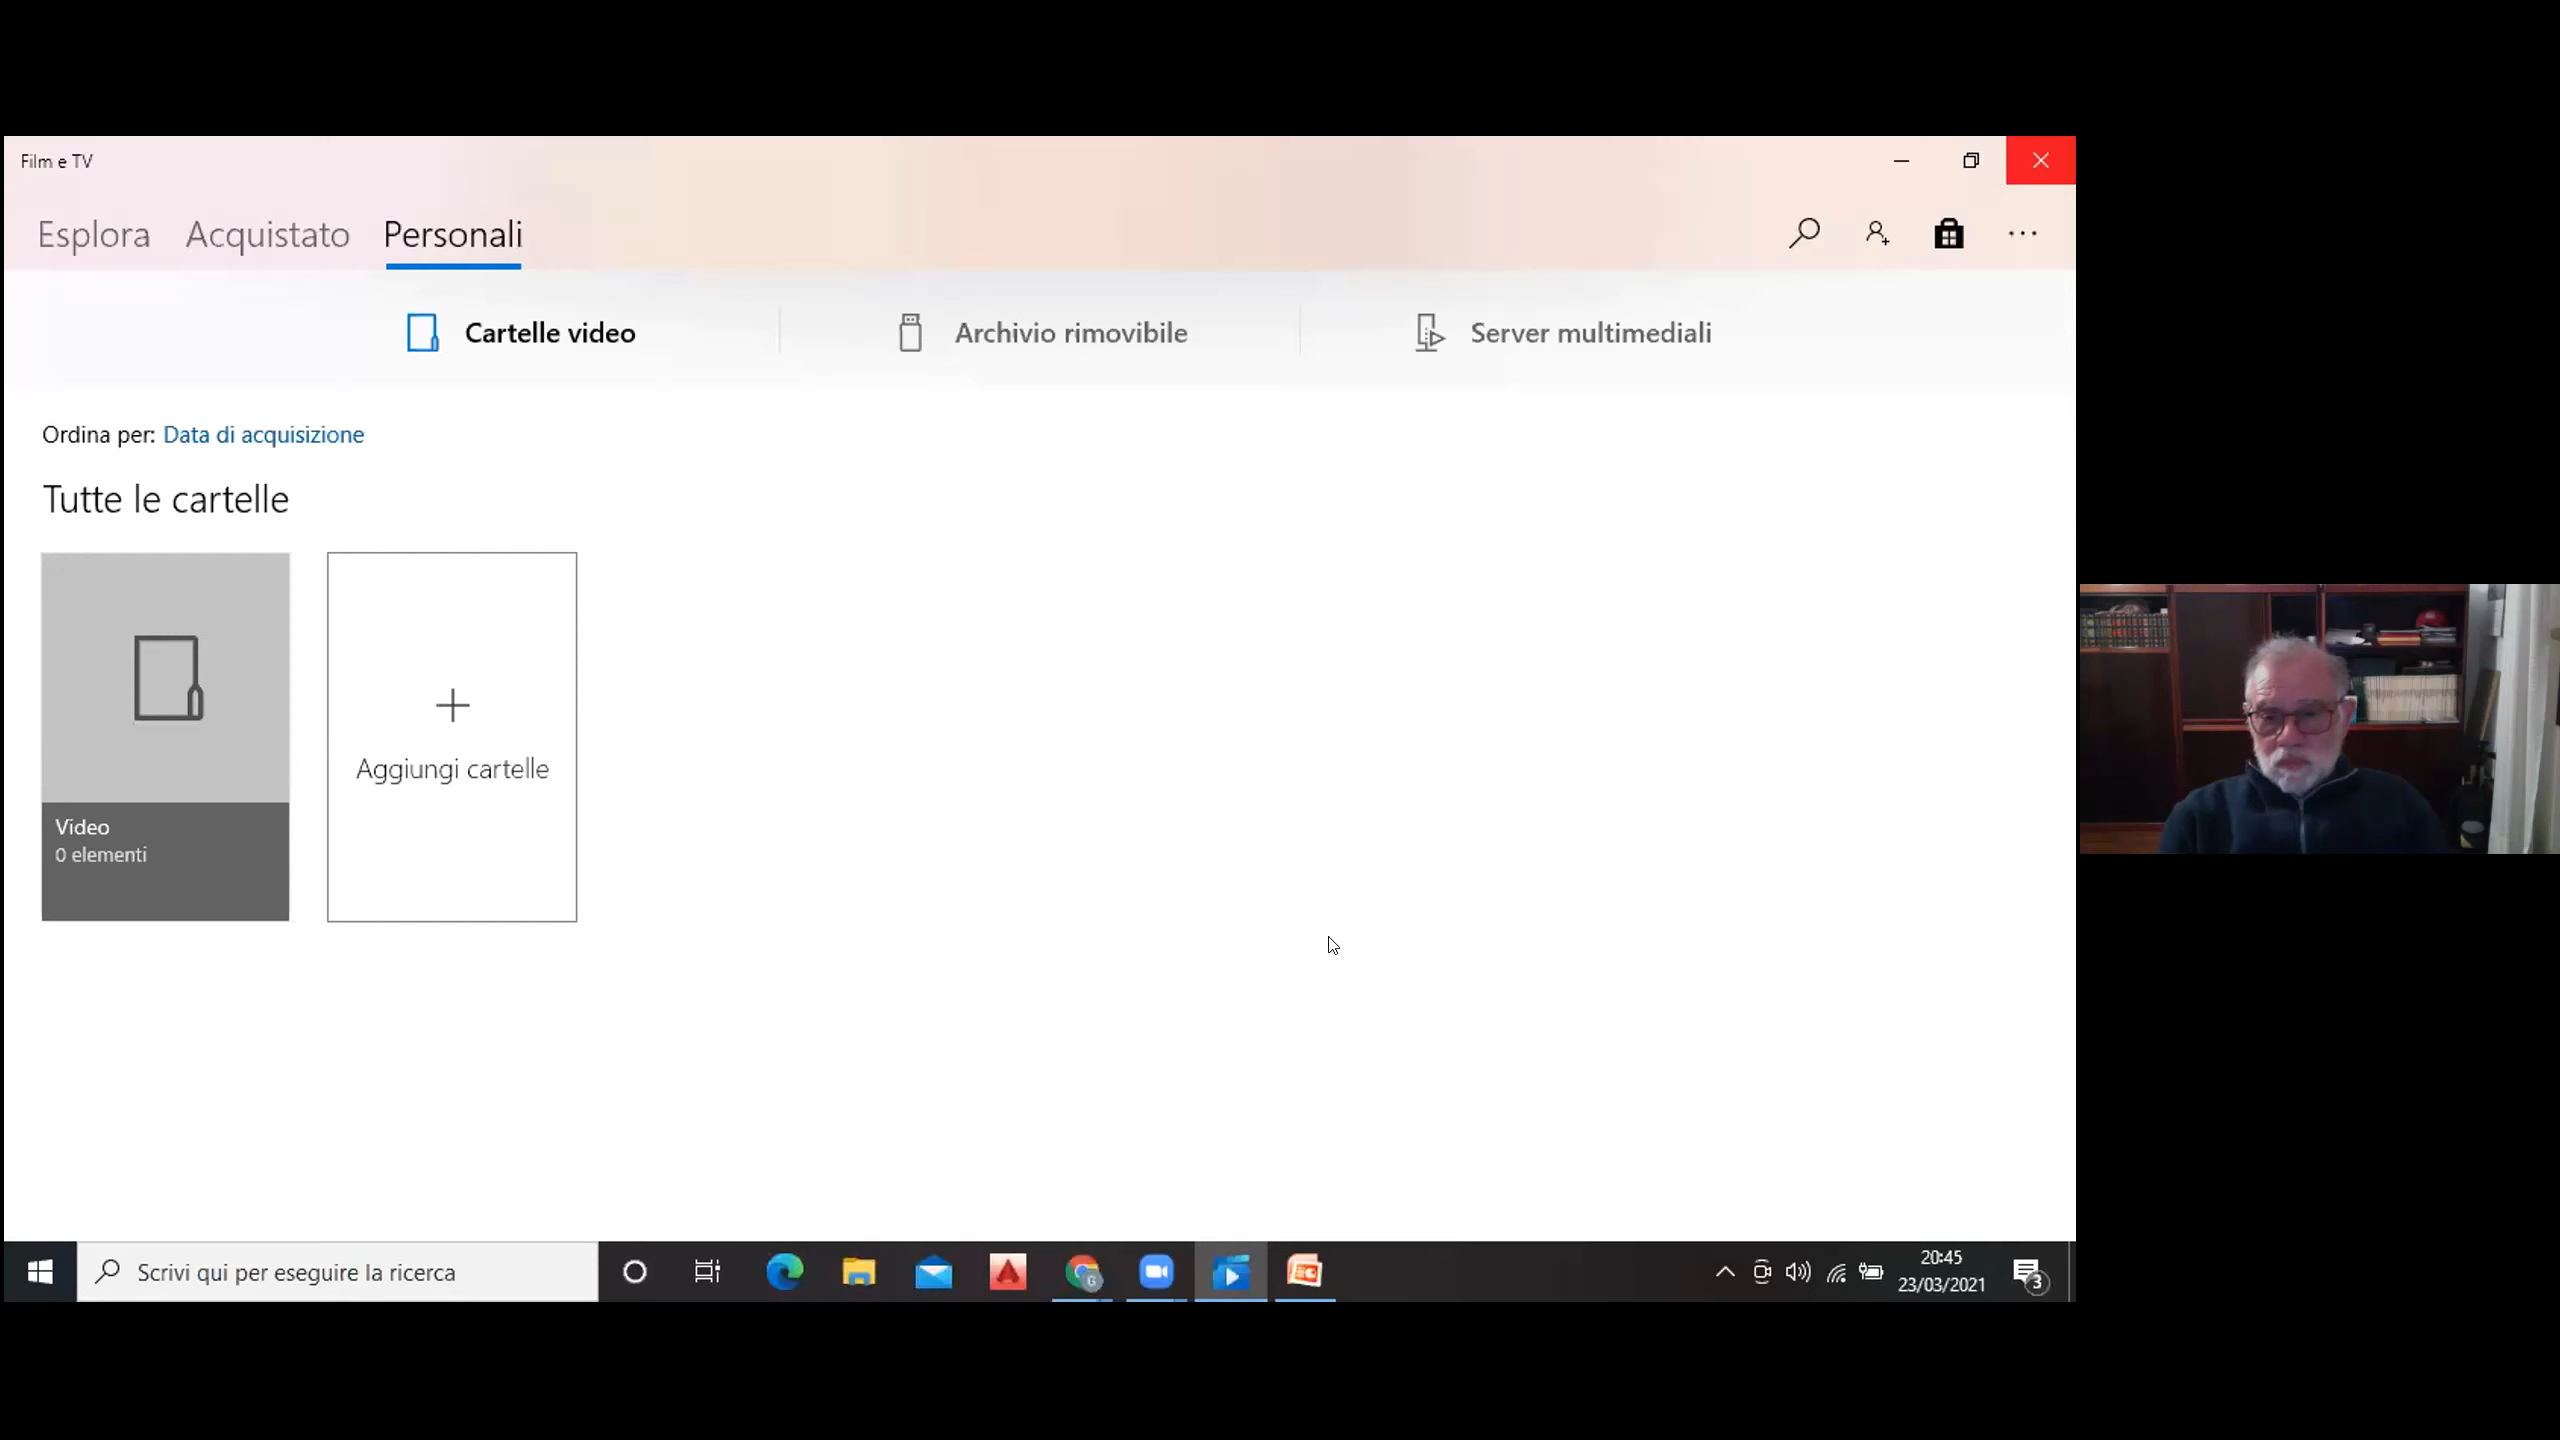 Film e TV
Esplora Acquistato Personali
Cartelle video Archivio rimovibile Server multimediali
Ordina per: Data di acquisizione
Tutte le cartelle
Aggiungi cartelle
Video
0 elementi
Scrivi qui per eseguire la ricerca
20:45
23/03/2021
3